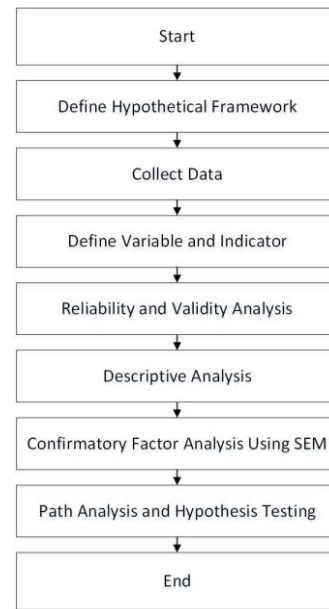 Start
Define Hypothetical Framework
Collect Data
Define Variable and Indicator
Reliability and Validity Analysis
Descriptive Analysis
Confirmatory Factor Analysis Using SEM
Path Analysis and Hypothesis Testing
End